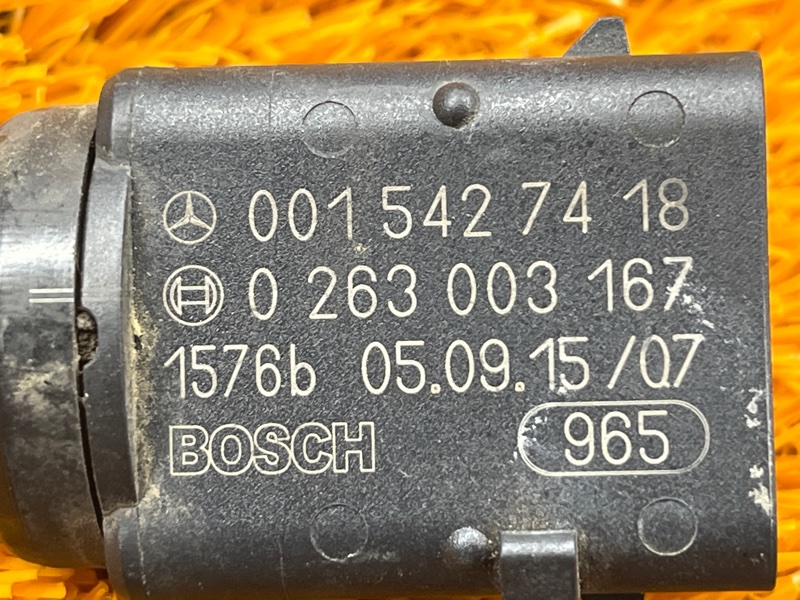 001 542 74 18
0 263 003 167
1576b 05.09.15/07
BOSCH 965